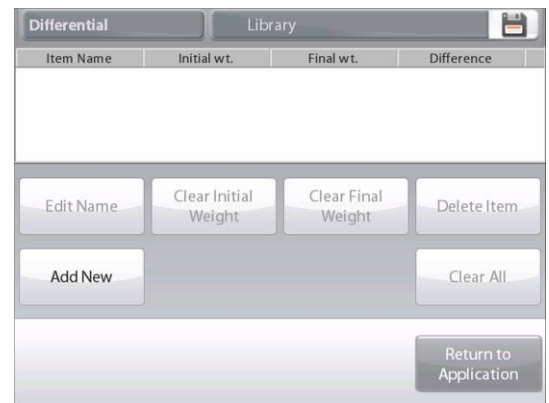 Differential Library
Item Name Initial wt. Final wt. Difference
Edit Name Clear Initial Weight Clear Final Weight Delete Item
Add New Clear All
Return to Application